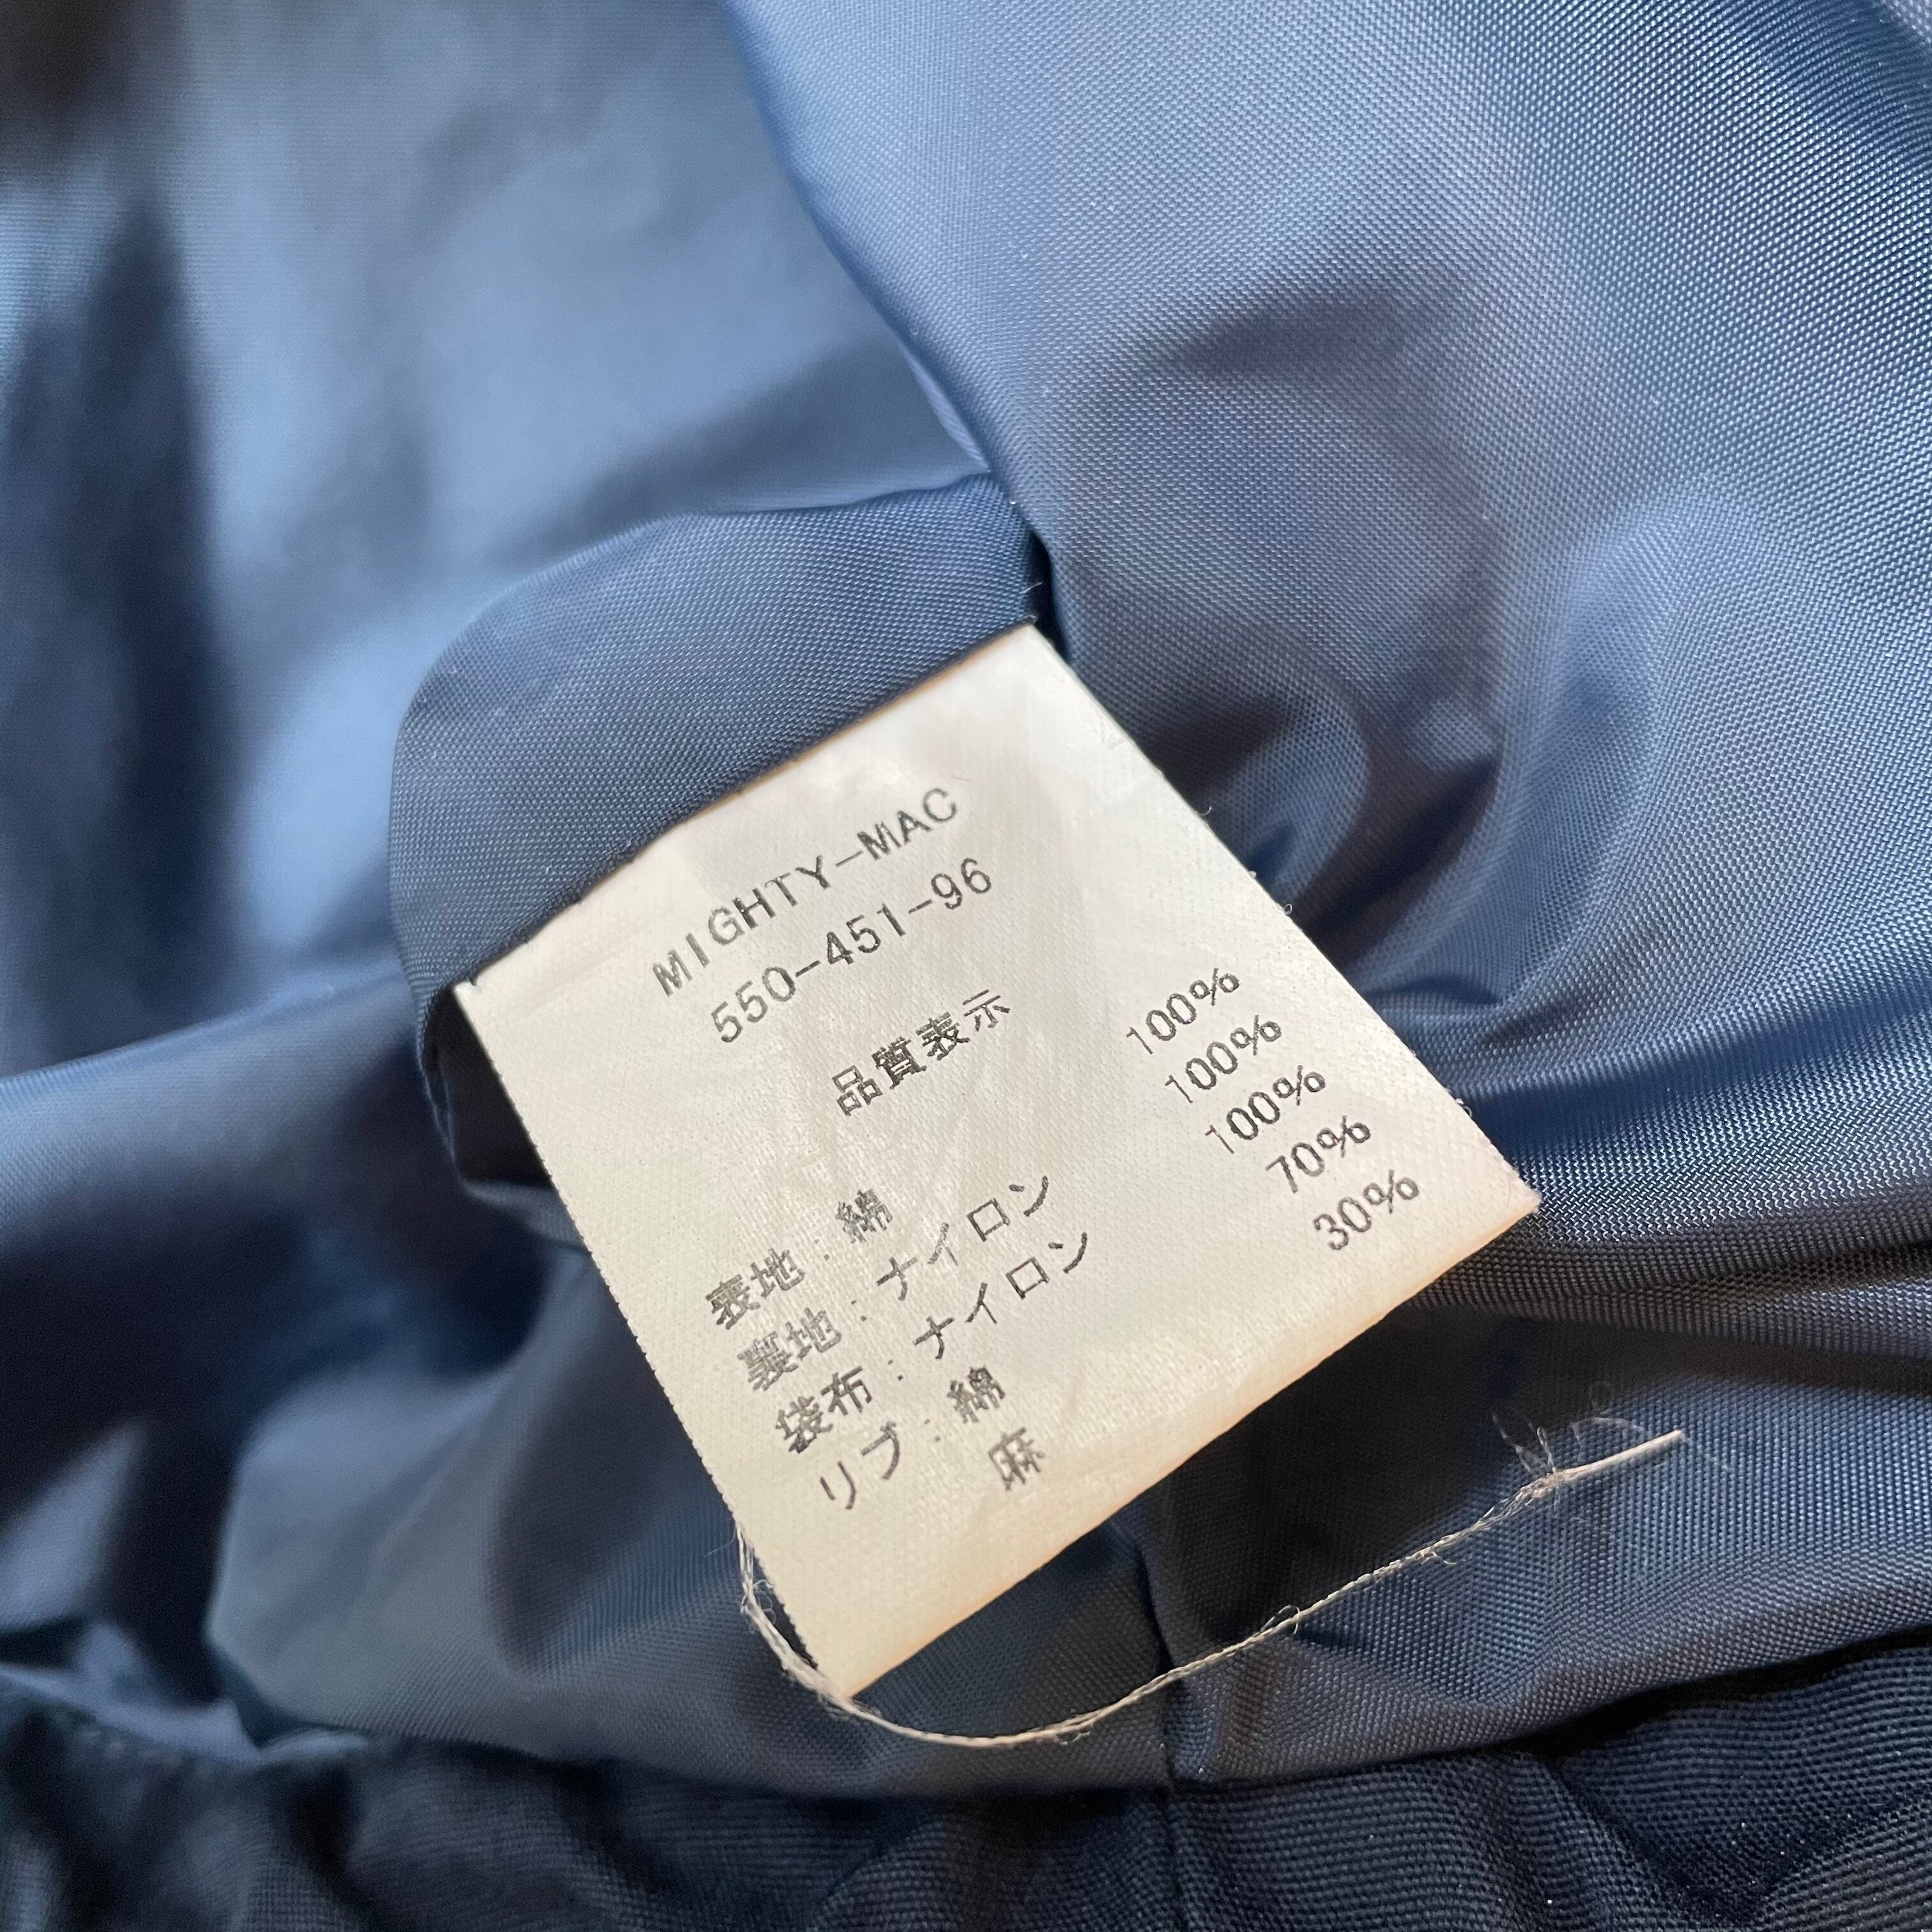 MIGHTY-MAC
550-451-96
品質表示
表地:綿 100%
裏地:ナイロン 100%
袋布:ナイロン 100%
リブ:綿 70%
麻 30%